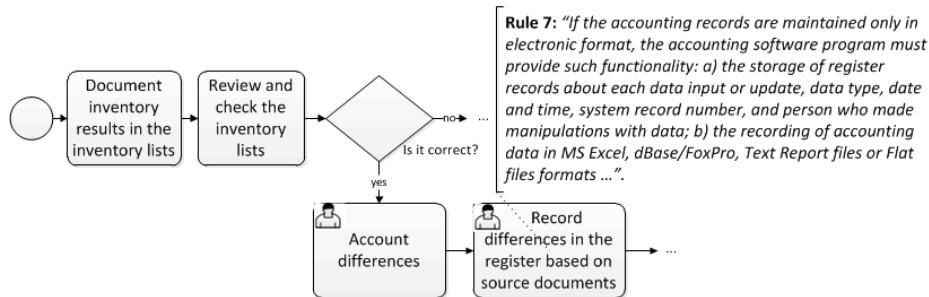 Document
inventory
results in the
inventory lists
Review and
check the
inventory
lists
Is it correct?
no
...
yes
Rule 7: “If the accounting records are maintained only in
electronic format, the accounting software program must
provide such functionality: a) the storage of register
records about each data input or update, data type, date
and time, system record number, and person who made
manipulations with data; b) the recording of accounting
data in MS Excel, dBase/FoxPro, Text Report files or Flat
files formats …”.
Account
differences
Record
differences in the
register based on
source documents
...